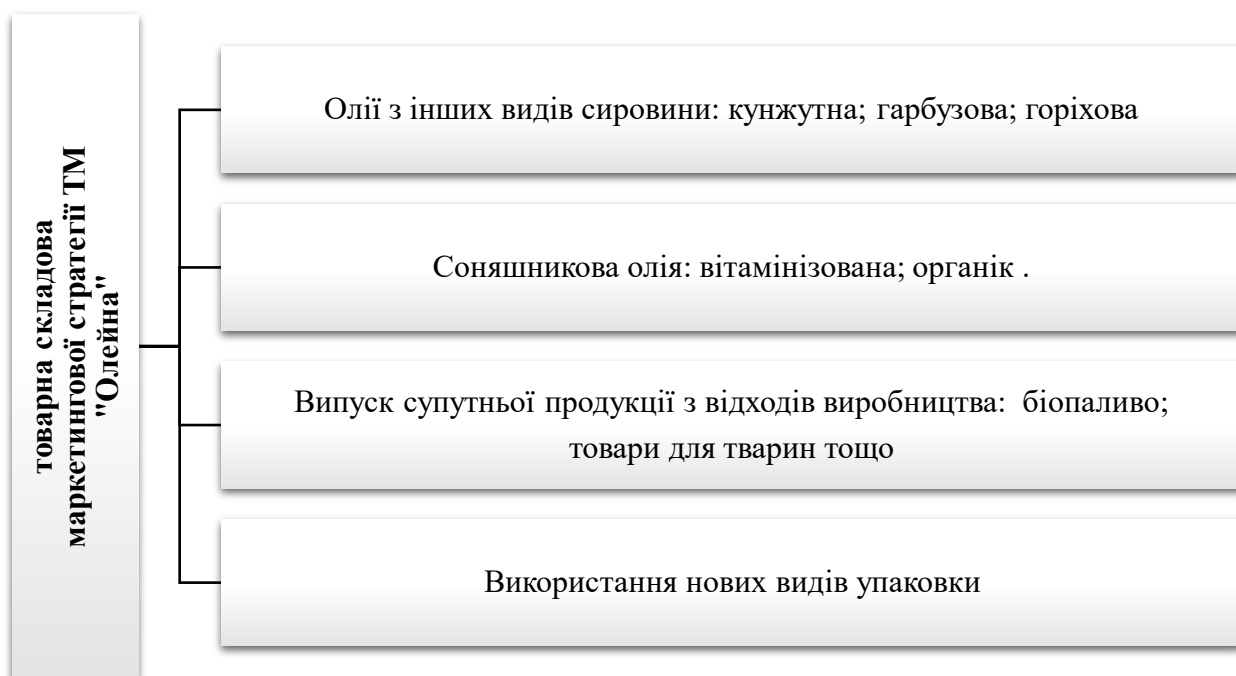 товарна складова
маркетингової стратегії ТМ
"Олейна"
Олії з інших видів сировини: кунжутна; гарбузова; горіхова
Соняшникова олія: вітамінізована; органік .
Випуск супутньої продукції з відходів виробництва: біопаливо;
товари для тварин тощо
Використання нових видів упаковки